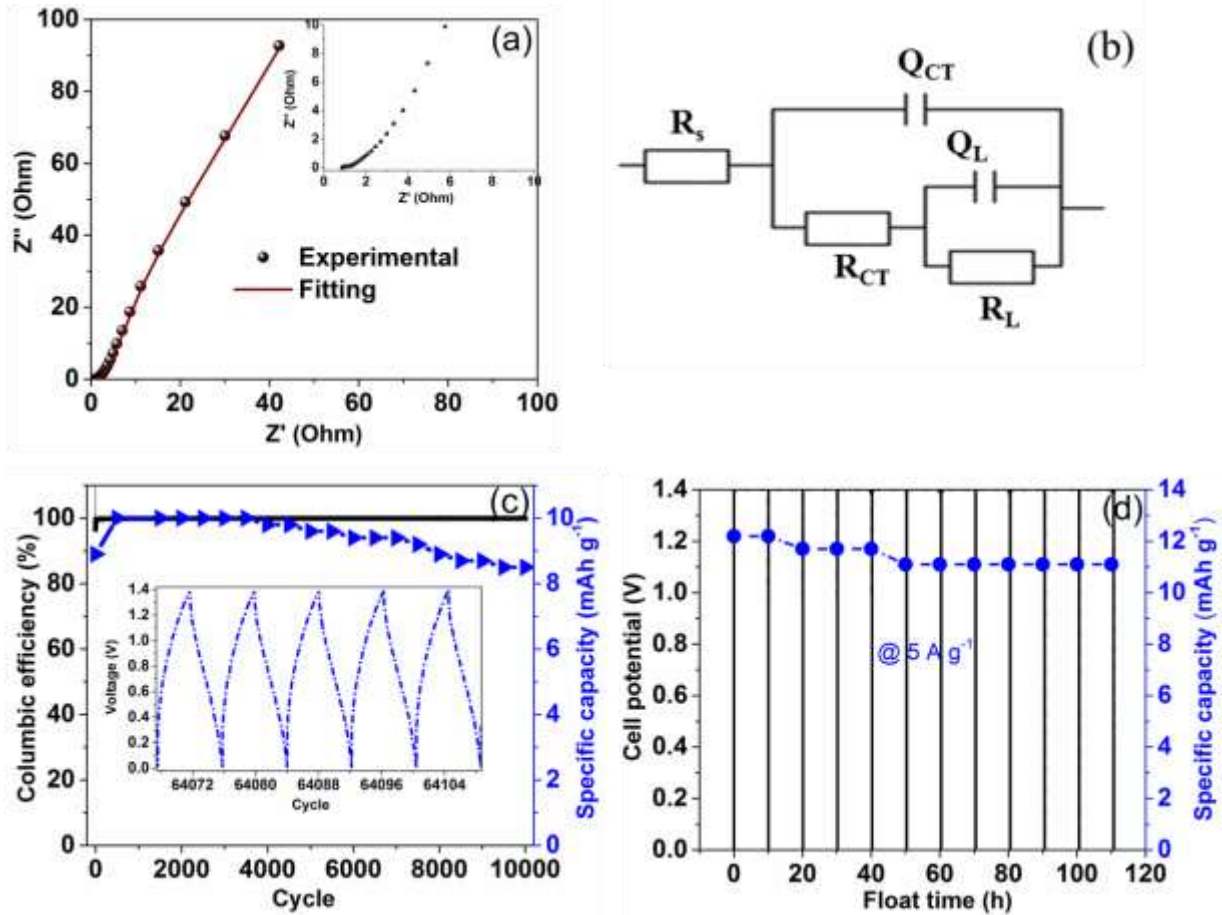 (a)
100
80
60
40
20
0
Z'' (Ohm)
0 20 40 60 80 100
Z' (Ohm)
Experimental
Fitting
10
8
6
4
2
0
Z'' (Ohm)
0 2 4 6 8 10
Z' (Ohm)
(b)
Q_CT
R_s
Q_L
R_CT
R_L
(c)
100
80
60
40
20
0
Columbic efficiency (%)
10
8
6
4
2
0
Specific capacity (mAh g⁻¹)
0 2000 4000 6000 8000 10000
Cycle
1.4
1.2
1.0
0.8
0.6
0.4
0.2
0.0
Voltage (V)
64072 64080 64088 64096 64104
Cycle
(d)
1.4
1.2
1.0
0.8
0.6
0.4
0.2
0.0
Cell potential (V)
@ 5 A g⁻¹
14
12
10
8
6
4
2
0
Specific capacity (mAh g⁻¹)
0 20 40 60 80 100 120
Float time (h)